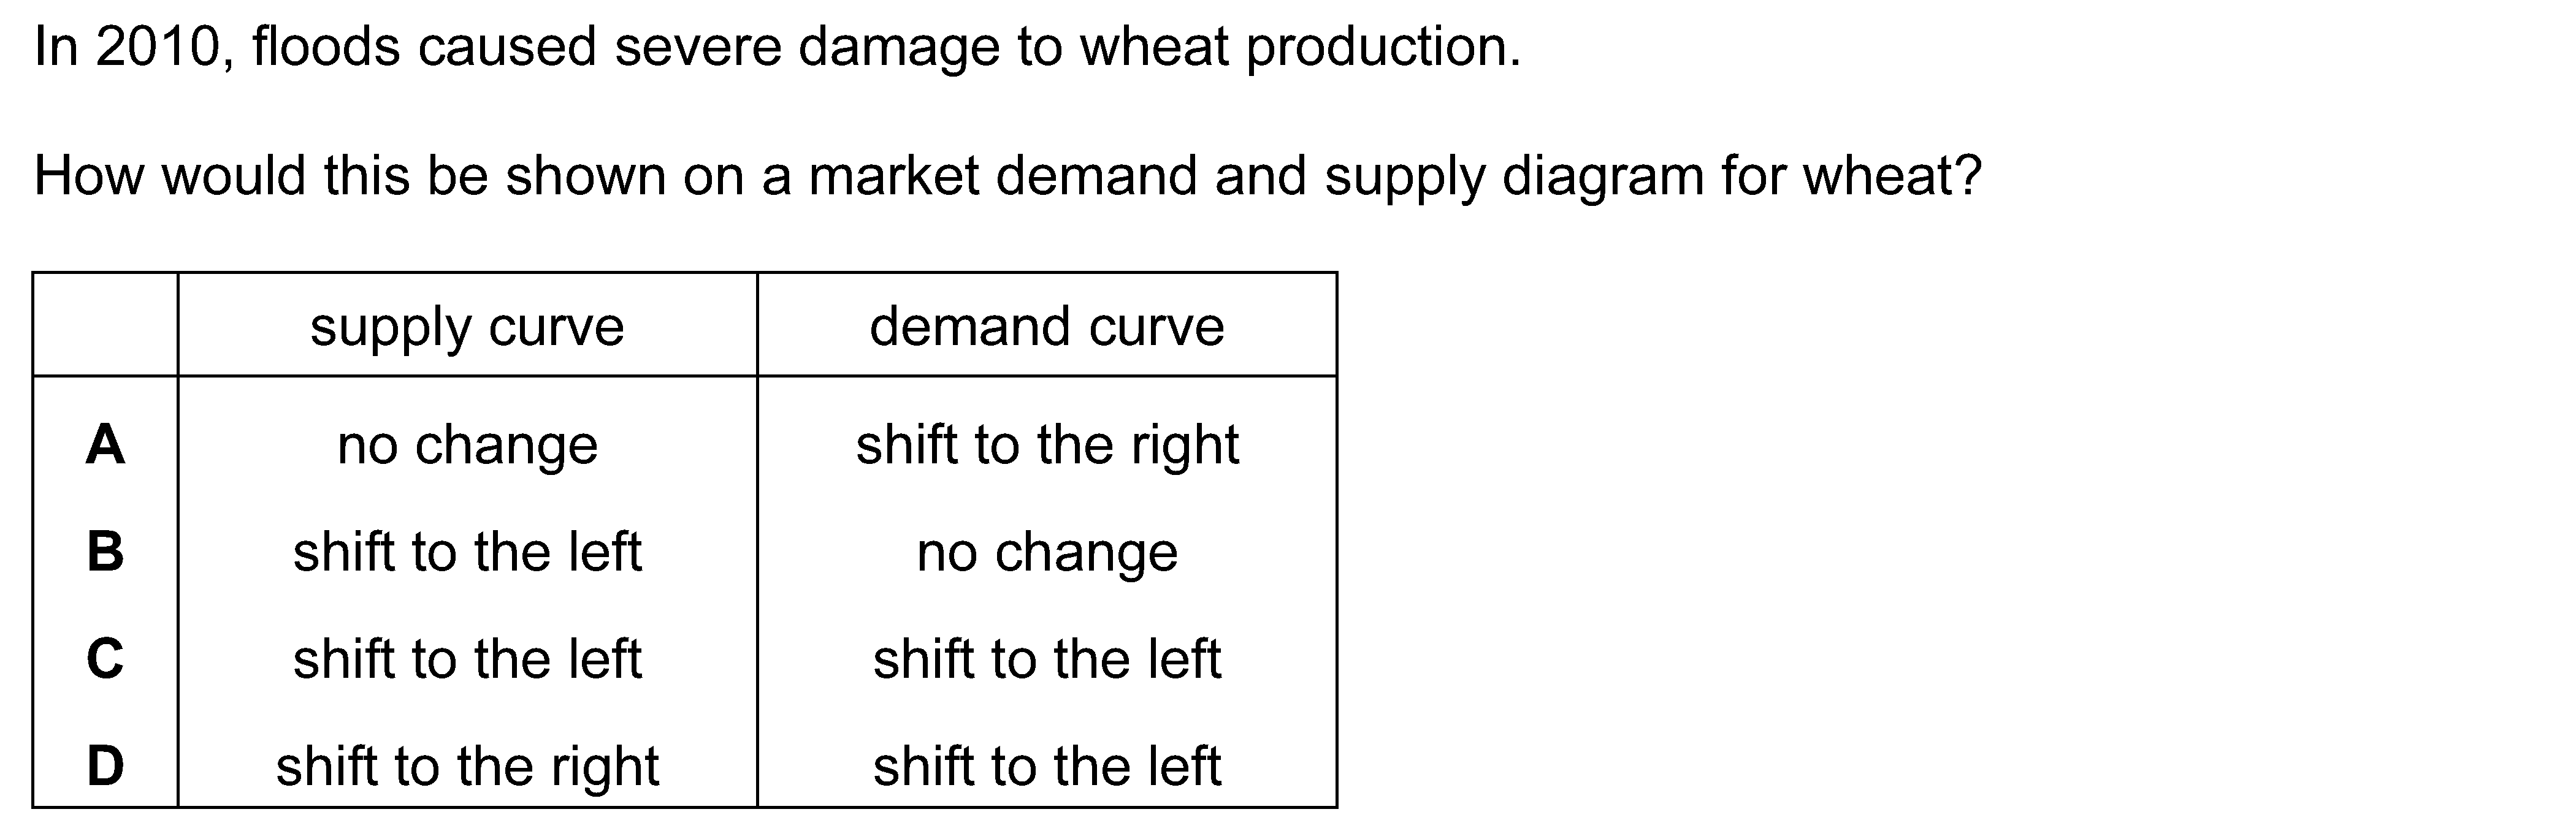 In 2010, floods caused severe damage to wheat production.
How would this be shown on a market demand and supply diagram for wheat?
supply curve demand curve
A no change shift to the right
B shift to the left no change
C shift to the left shift to the left
D shift to the right shift to the left